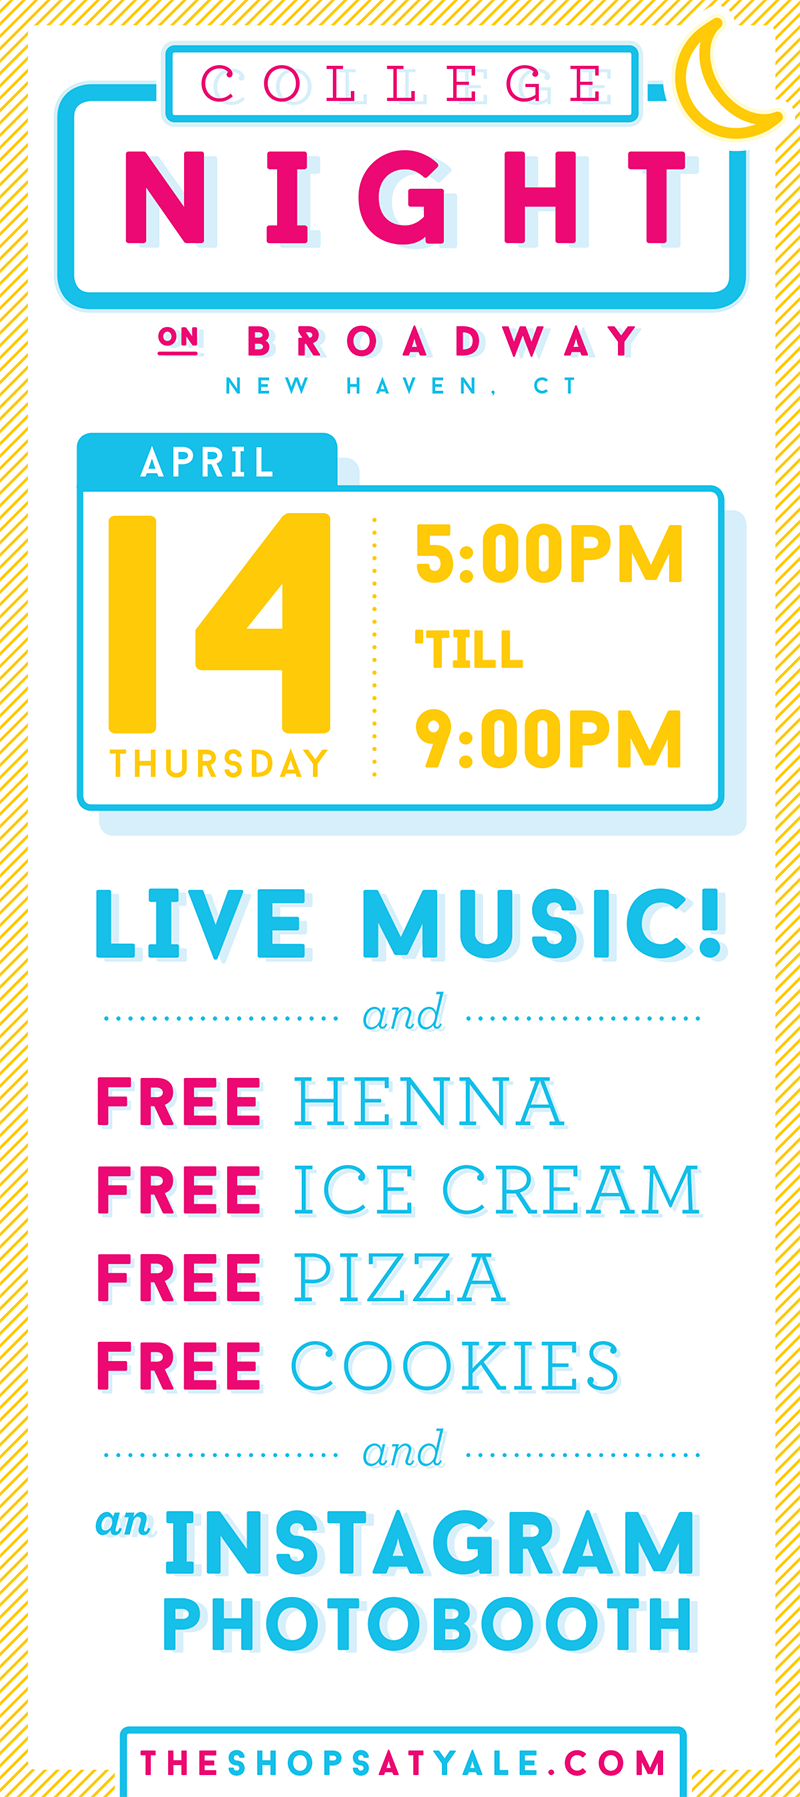 COLLEGE
NIGHT
ON BROADWAY
NEW HAVEN, CT
APRIL
14
THURSDAY
5:00PM
'TILL
9:00PM
LIVE MUSIC!
and
FREE HENNA
FREE ICE CREAM
FREE PIZZA
FREE COOKIES
and
an INSTAGRAM
PHOTOBOOTH
THESHOPSATYALE.COM